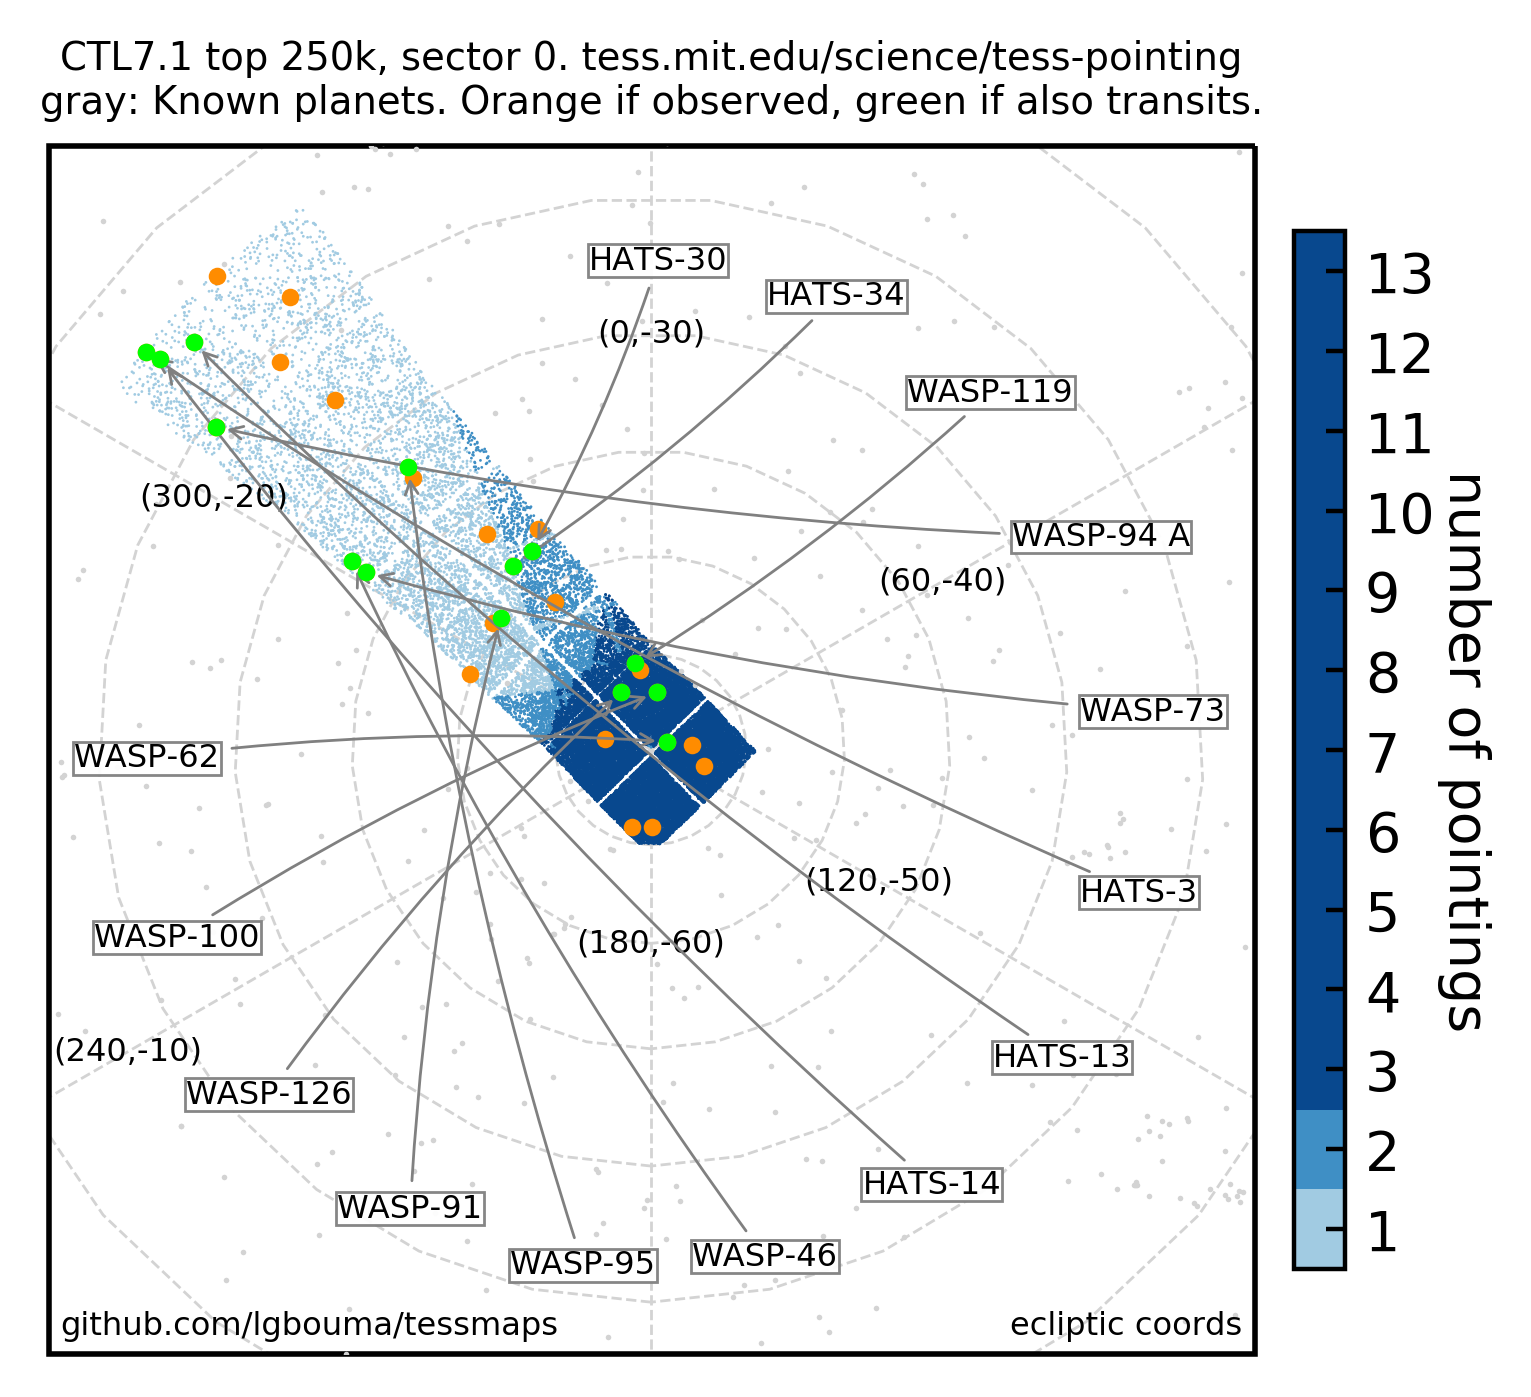 CTL7.1 top 250k, sector 0. tess.mit.edu/science/tess-pointing
gray: Known planets. Orange if observed, green if also transits.
HATS-30
HATS-34
(0,-30)
WASP-119
(300,-20)
WASP-94 A
(60,-40)
WASP-73
WASP-62
(120,-50)
HATS-3
WASP-100
(180,-60)
(240,-10)
HATS-13
WASP-126
HATS-14
WASP-91
WASP-95
WASP-46
github.com/lgbouma/tessmaps
ecliptic coords
13
12
11
10
9
8
7
6
5
4
3
2
1
number of pointings